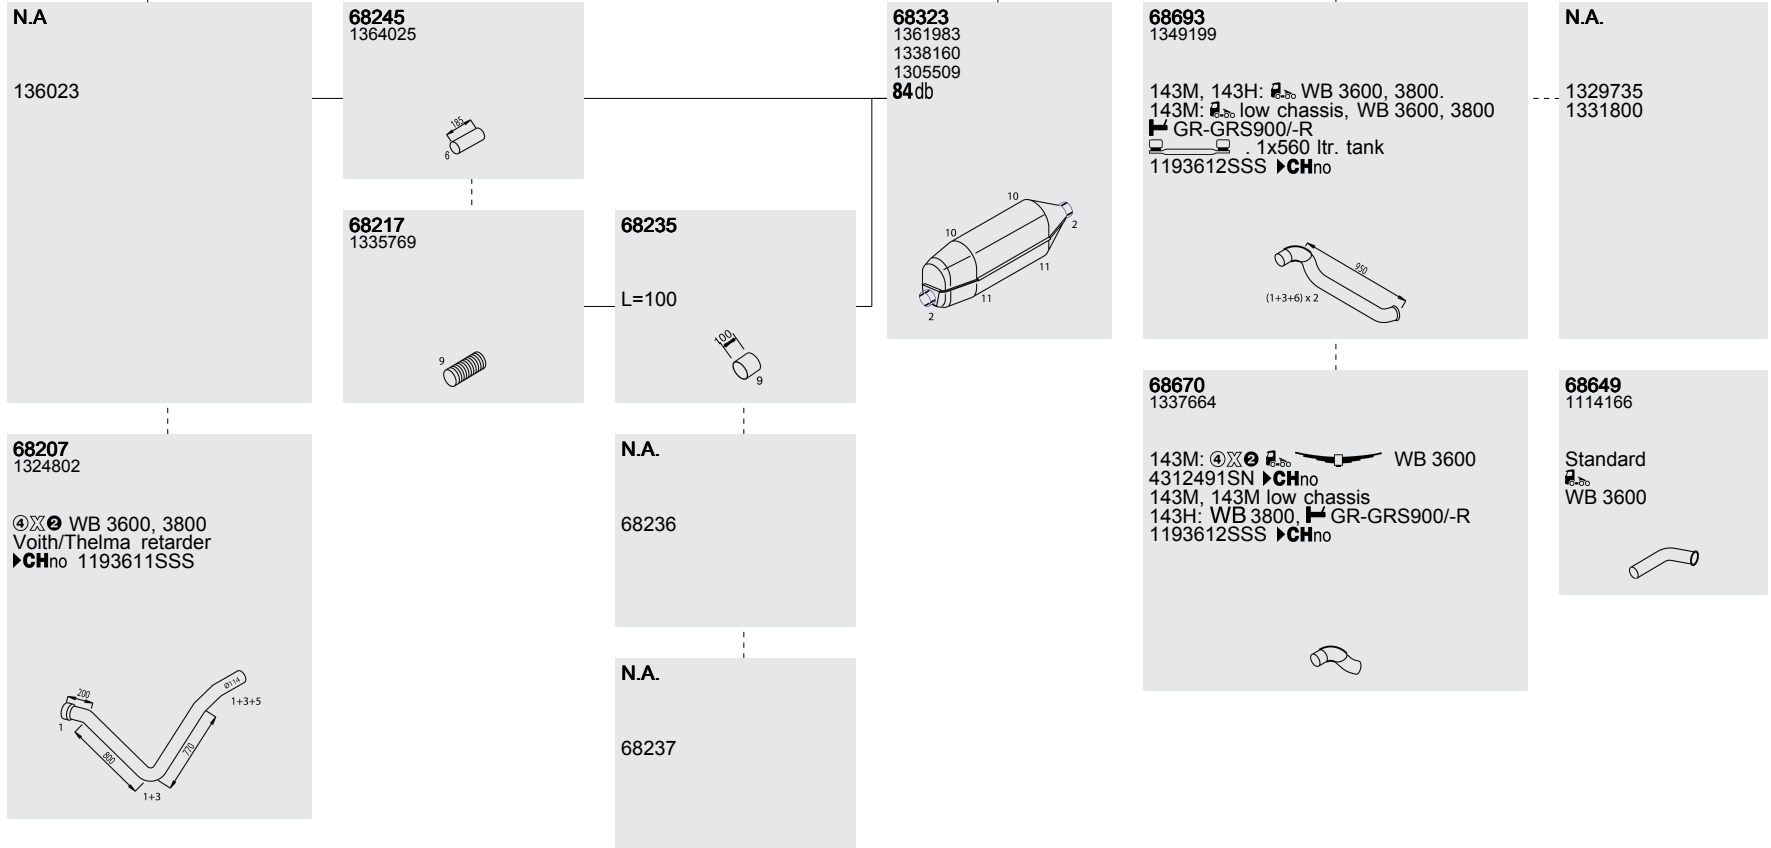 N.A
136023
68207
1324802
④X❷ WB 3600, 3800
Voith/Thelma retarder
CHno 1193611SSS
200
1
800
1+3
770
Ø114
1+3+5
68245
1364025
185
6
68217
1335769
9
68235
L=100
100
9
N.A.
68236
N.A.
68237
68323
1361983
1338160
1305509
84db
10
10
2
11
11
2
68693
1349199
143M, 143H: WB 3600, 3800.
143M: low chassis, WB 3600, 3800
GR-GRS900/-R
. 1x560 ltr. tank
1193612SSS CHno
950
(1+3+6) x 2
68670
1337664
143M: ④X❷ WB 3600
4312491SN CHno
143M, 143M low chassis
143H: WB 3800, GR-GRS900/-R
1193612SSS CHno
N.A.
1329735
1331800
68649
1114166
Standard
WB 3600